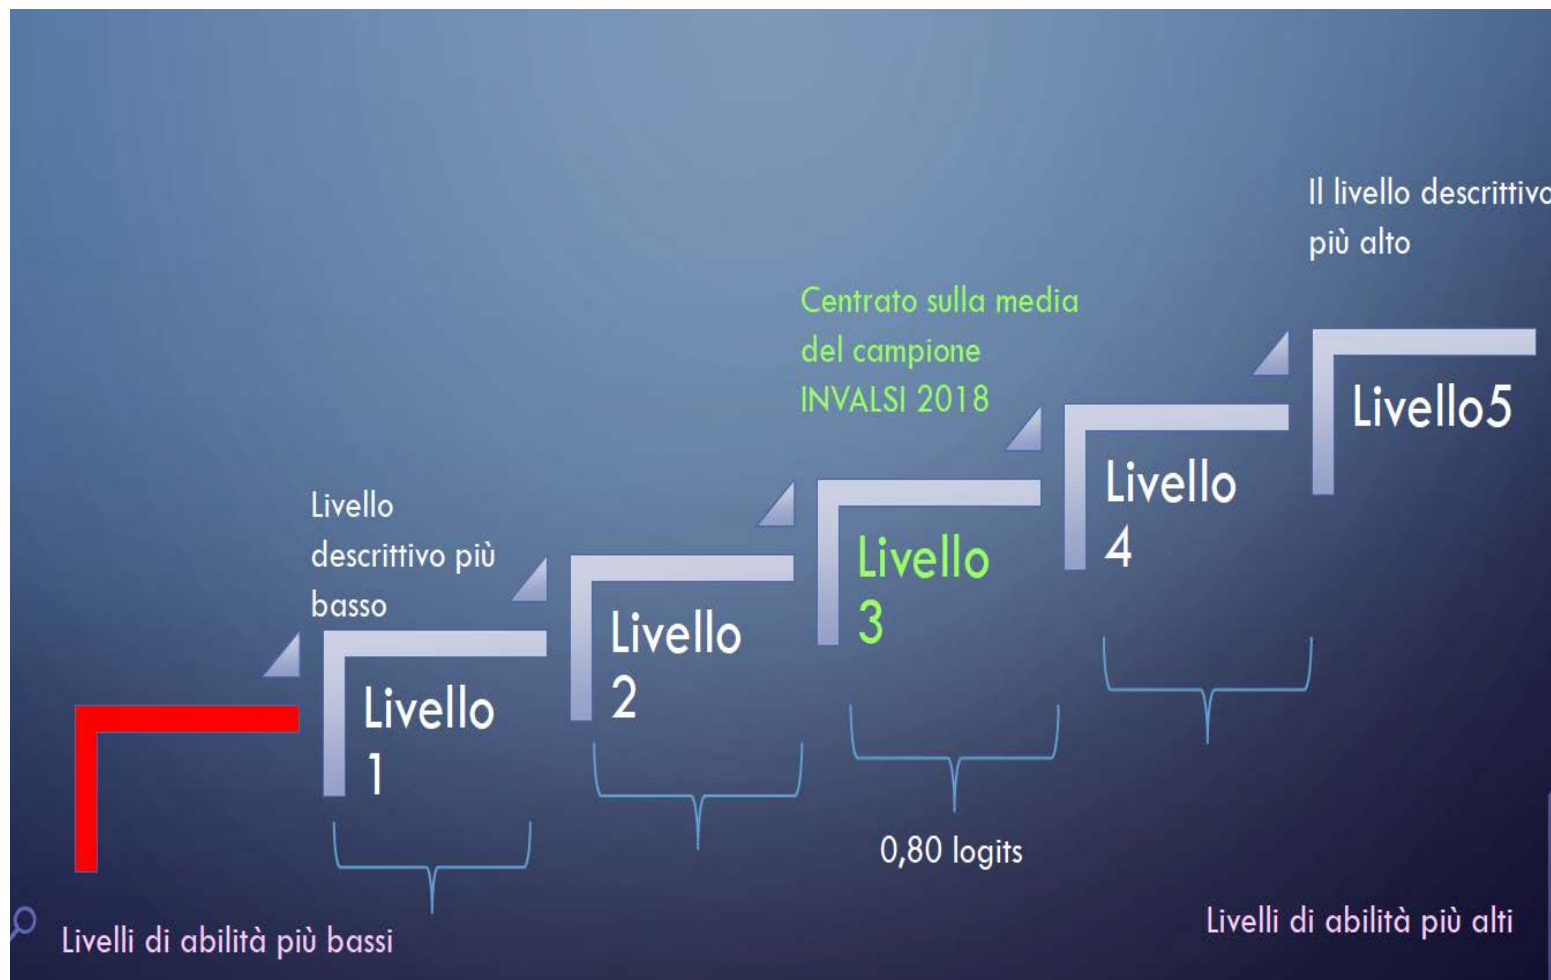 Il livello descrittivo
più alto
Centrato sulla media
del campione
INVALSI 2018
Livello5
Livello
4
Livello
descrittivo più
basso
Livello
3
Livello
2
Livello
1
0,80 logits
Livelli di abilità più bassi
Livelli di abilità più alti